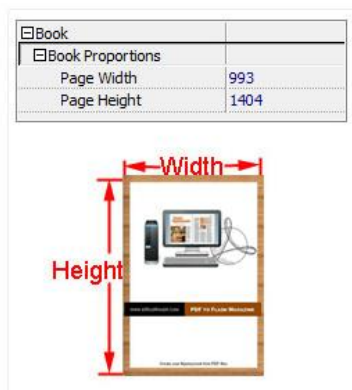 Book
Book Proportions
Page Width 993
Page Height 1404
Width
Height
PDF to Flash Magazine